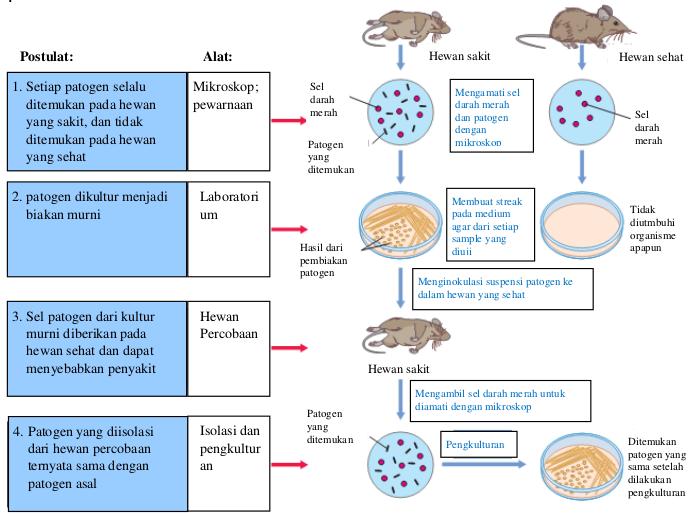 Postulat:
Alat:
1. Setiap patogen selalu
ditemukan pada hewan
yang sakit, dan tidak
ditemukan pada hewan
yang sehat
Mikroskop;
pewarnaan
2. patogen dikultur menjadi
biakan murni
Laboratori
um
3. Sel patogen dari kultur
murni diberikan pada
hewan sehat dan dapat
menyebabkan penyakit
Hewan
Percobaan
4. Patogen yang diisolasi
dari hewan percobaan
ternyata sama dengan
patogen asal
Isolasi dan
pengkultur
an
Hewan sakit
Hewan sehat
Sel
darah
merah
Patogen
yang
ditemukan
Mengamati sel
darah merah
dan patogen
dengan
mikroskop
Sel
darah
merah
Hasil dari
pembiakan
patogen
Membuat streak
pada medium
agar dari setiap
sample yang
diuji
Tidak
diutmbuhi
organisme
apapun
Menginokulasi suspensi patogen ke
dalam hewan yang sehat
Hewan sakit
Mengambil sel darah merah untuk
diamati dengan mikroskop
Patogen
yang
ditemukan
Pengkulturan
Ditemukan
patogen yang
sama setelah
dilakukan
pengkulturan